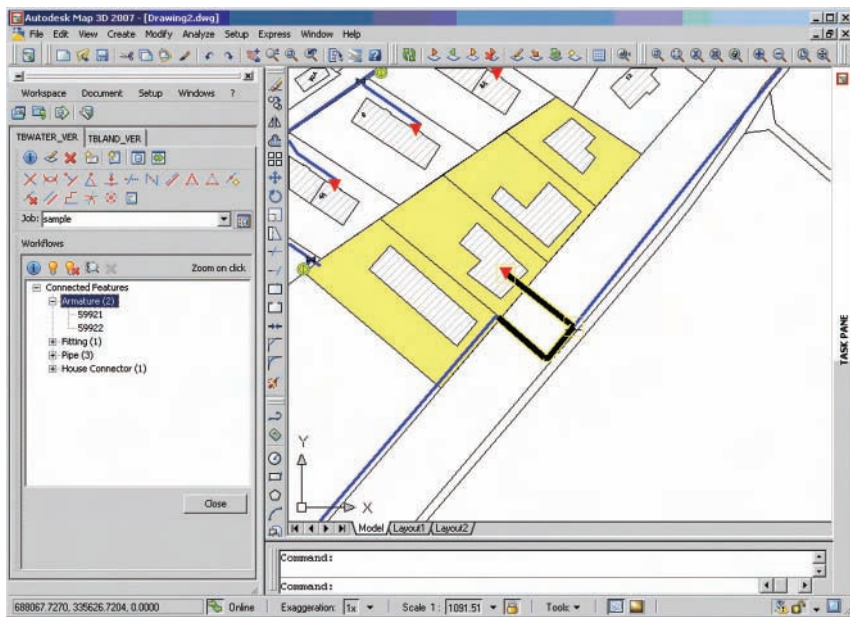 Autodesk Map 3D 2007 - [Drawing2.dwg]
File Edit View Create Modify Analyze Setup Express Window Help
Workspace Document Setup Windows ?
TBWATER_VER TBLAND_VER
Job: sample
Workflows
Zoom on click
Connected Features
Armature (2)
59921
59922
Fitting (1)
Pipe (3)
House Connector (1)
Close
Y
X
TASK PANE
Model Layout1 Layout2
Command:
Command:
688067.7270, 335626.7204, 0.0000 Online Exaggeration: 1x Scale 1: 1091.51 Tools: